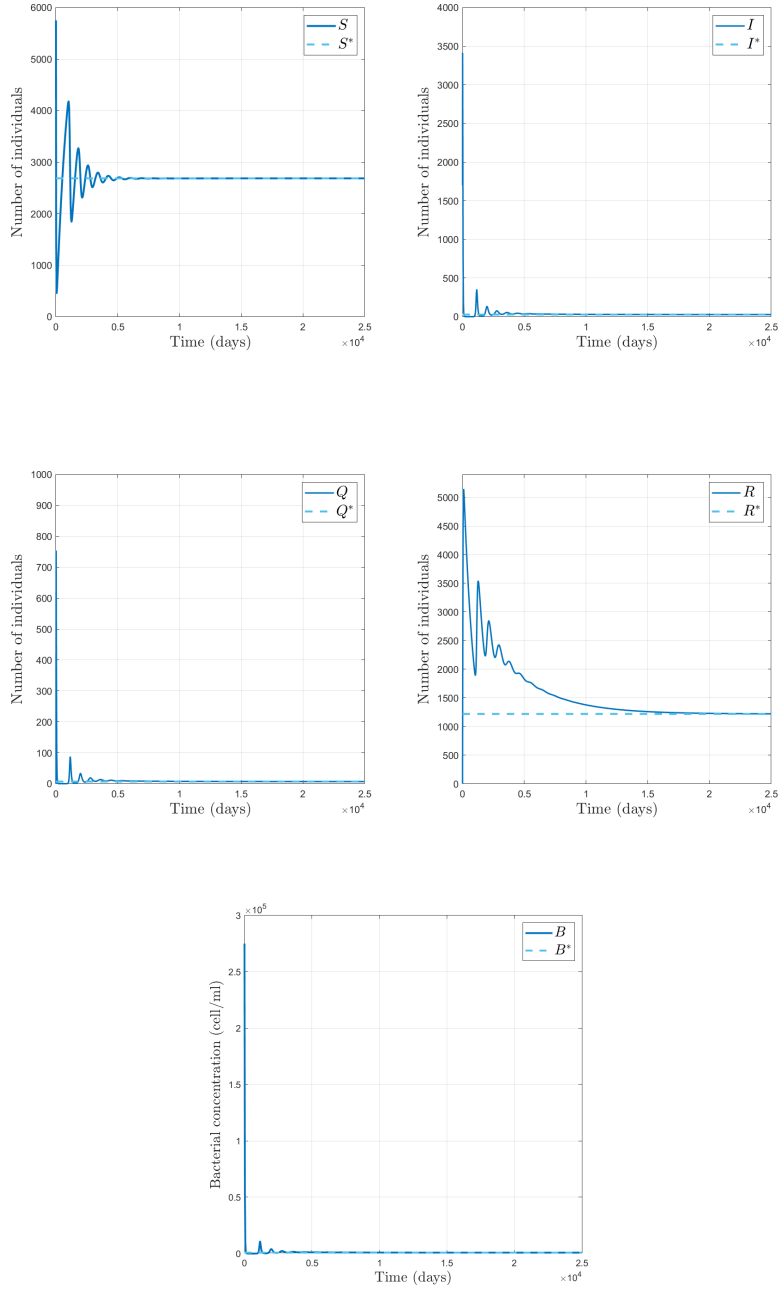 6000
5000
4000
3000
2000
1000
0
Number of individuals
S
S*
0 0.5 1 1.5 2 2.5
Time (days)
×10^4
4000
3500
3000
2500
2000
1500
1000
500
0
Number of individuals
I
I*
0 0.5 1 1.5 2 2.5
Time (days)
×10^4
1000
900
800
700
600
500
400
300
200
100
0
Number of individuals
Q
Q*
0 0.5 1 1.5 2 2.5
Time (days)
×10^4
5000
4500
4000
3500
3000
2500
2000
1500
1000
500
0
Number of individuals
R
R*
0 0.5 1 1.5 2 2.5
Time (days)
×10^4
×10^5
3
2.5
2
1.5
1
0.5
0
Bacterial concentration (cell/ml)
B
B*
0 0.5 1 1.5 2 2.5
Time (days)
×10^4